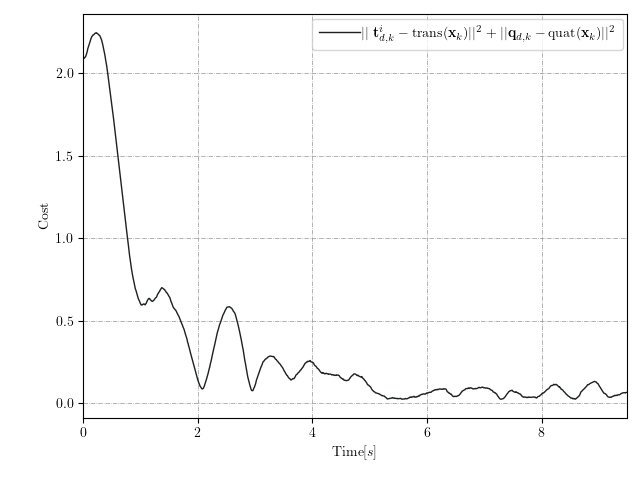 || t^i_{d,k} − trans(x_k)||^2 + ||q_{d,k} − quat(x_k)||^2
2.0
1.5
1.0
0.5
0.0
Cost
0 2 4 6 8
Time[s]